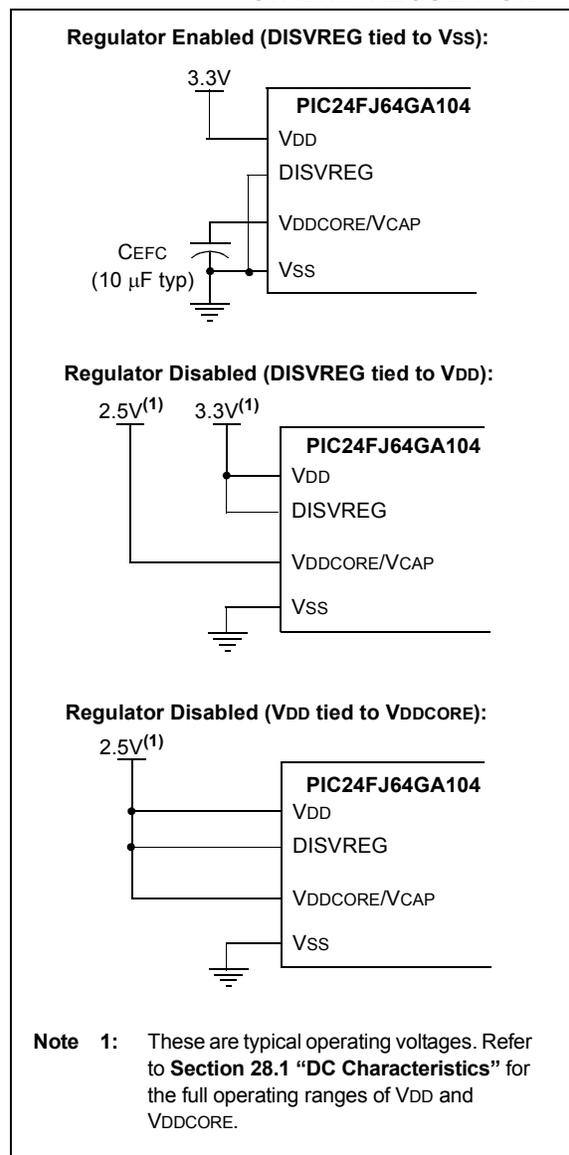 Regulator Enabled (DISVREG tied to VSS):
3.3V
PIC24FJ64GA104
VDD
DISVREG
VDDCORE/VCAP
CEFC
(10 μF typ)
VSS
Regulator Disabled (DISVREG tied to VDD):
2.5V(1) 3.3V(1)
PIC24FJ64GA104
VDD
DISVREG
VDDCORE/VCAP
VSS
Regulator Disabled (VDD tied to VDDCORE):
2.5V(1)
PIC24FJ64GA104
VDD
DISVREG
VDDCORE/VCAP
VSS
Note 1: These are typical operating voltages. Refer
to Section 28.1 “DC Characteristics” for
the full operating ranges of VDD and
VDDCORE.